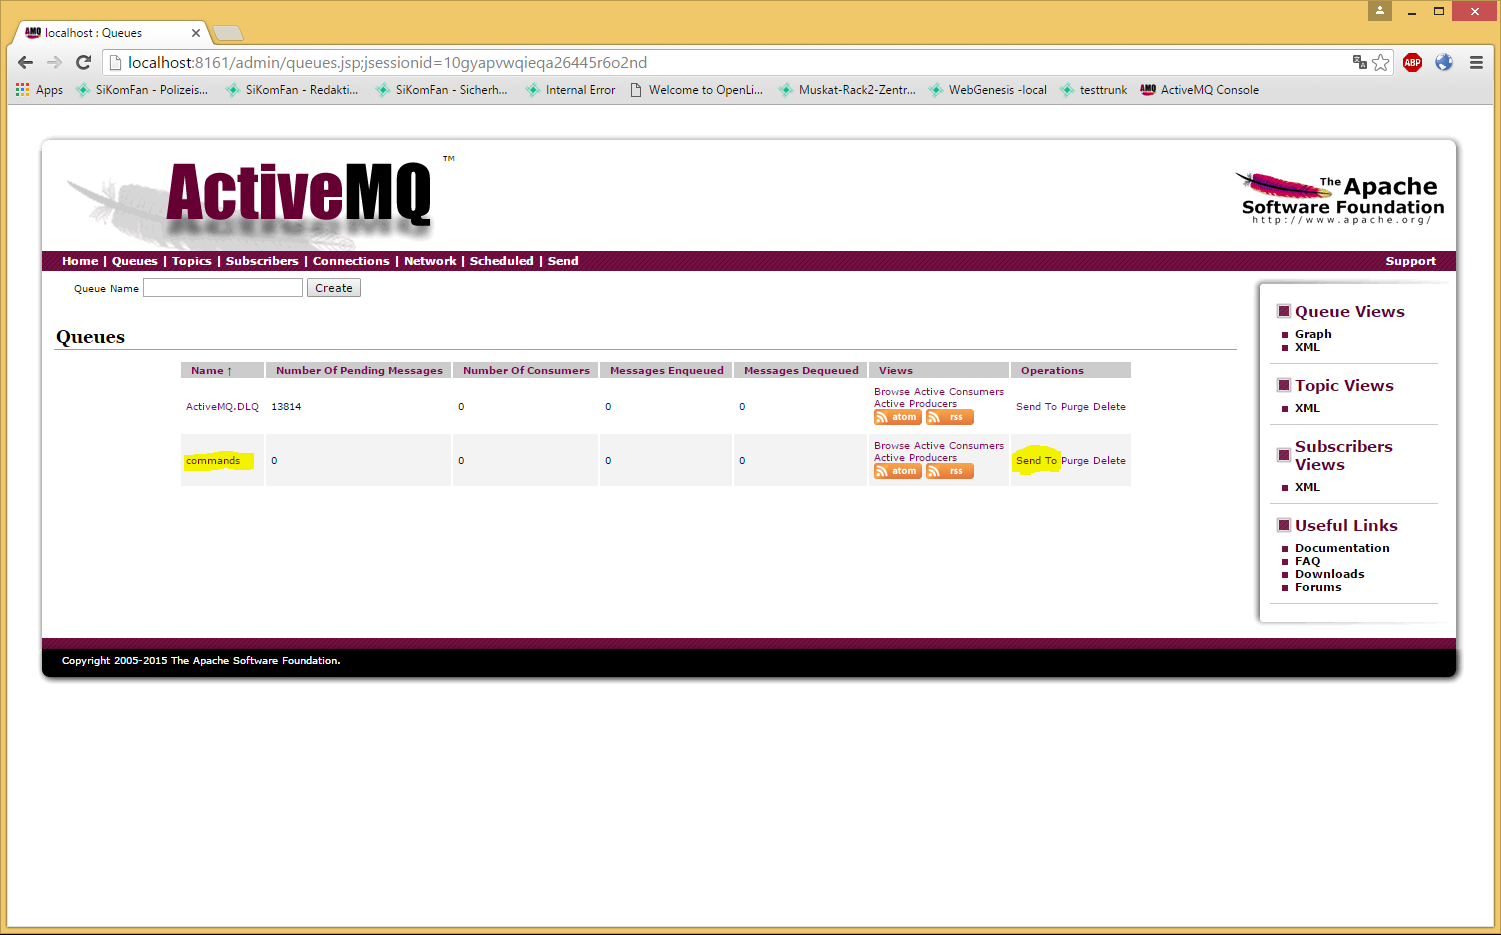 localhost : Queues
localhost:8161/admin/queues.jsp;jsessionid=10gyapvwqieqa26445r6o2nd
ABP
Apps SiKomFan - Polizeis... SiKomFan - Redakti... SiKomFan - Sicherh... Internal Error Welcome to OpenLi... Muskat-Rack2-Zentr... WebGenesis -local testtrunk ActiveMQ Console
ActiveMQ ™
The Apache
Software Foundation
http://www.apache.org/
Home | Queues | Topics | Subscribers | Connections | Network | Scheduled | Send Support
Queue Name Create
Queues
Name ↑ Number Of Pending Messages Number Of Consumers Messages Enqueued Messages Dequeued Views Operations
ActiveMQ.DLQ 13814 0 0 0 Browse Active Consumers Send To Purge Delete
Active Producers
atom rss
commands 0 0 0 0 Browse Active Consumers Send To Purge Delete
Active Producers
atom rss
Queue Views
Graph
XML
Topic Views
XML
Subscribers
Views
XML
Useful Links
Documentation
FAQ
Downloads
Forums
Copyright 2005-2015 The Apache Software Foundation.